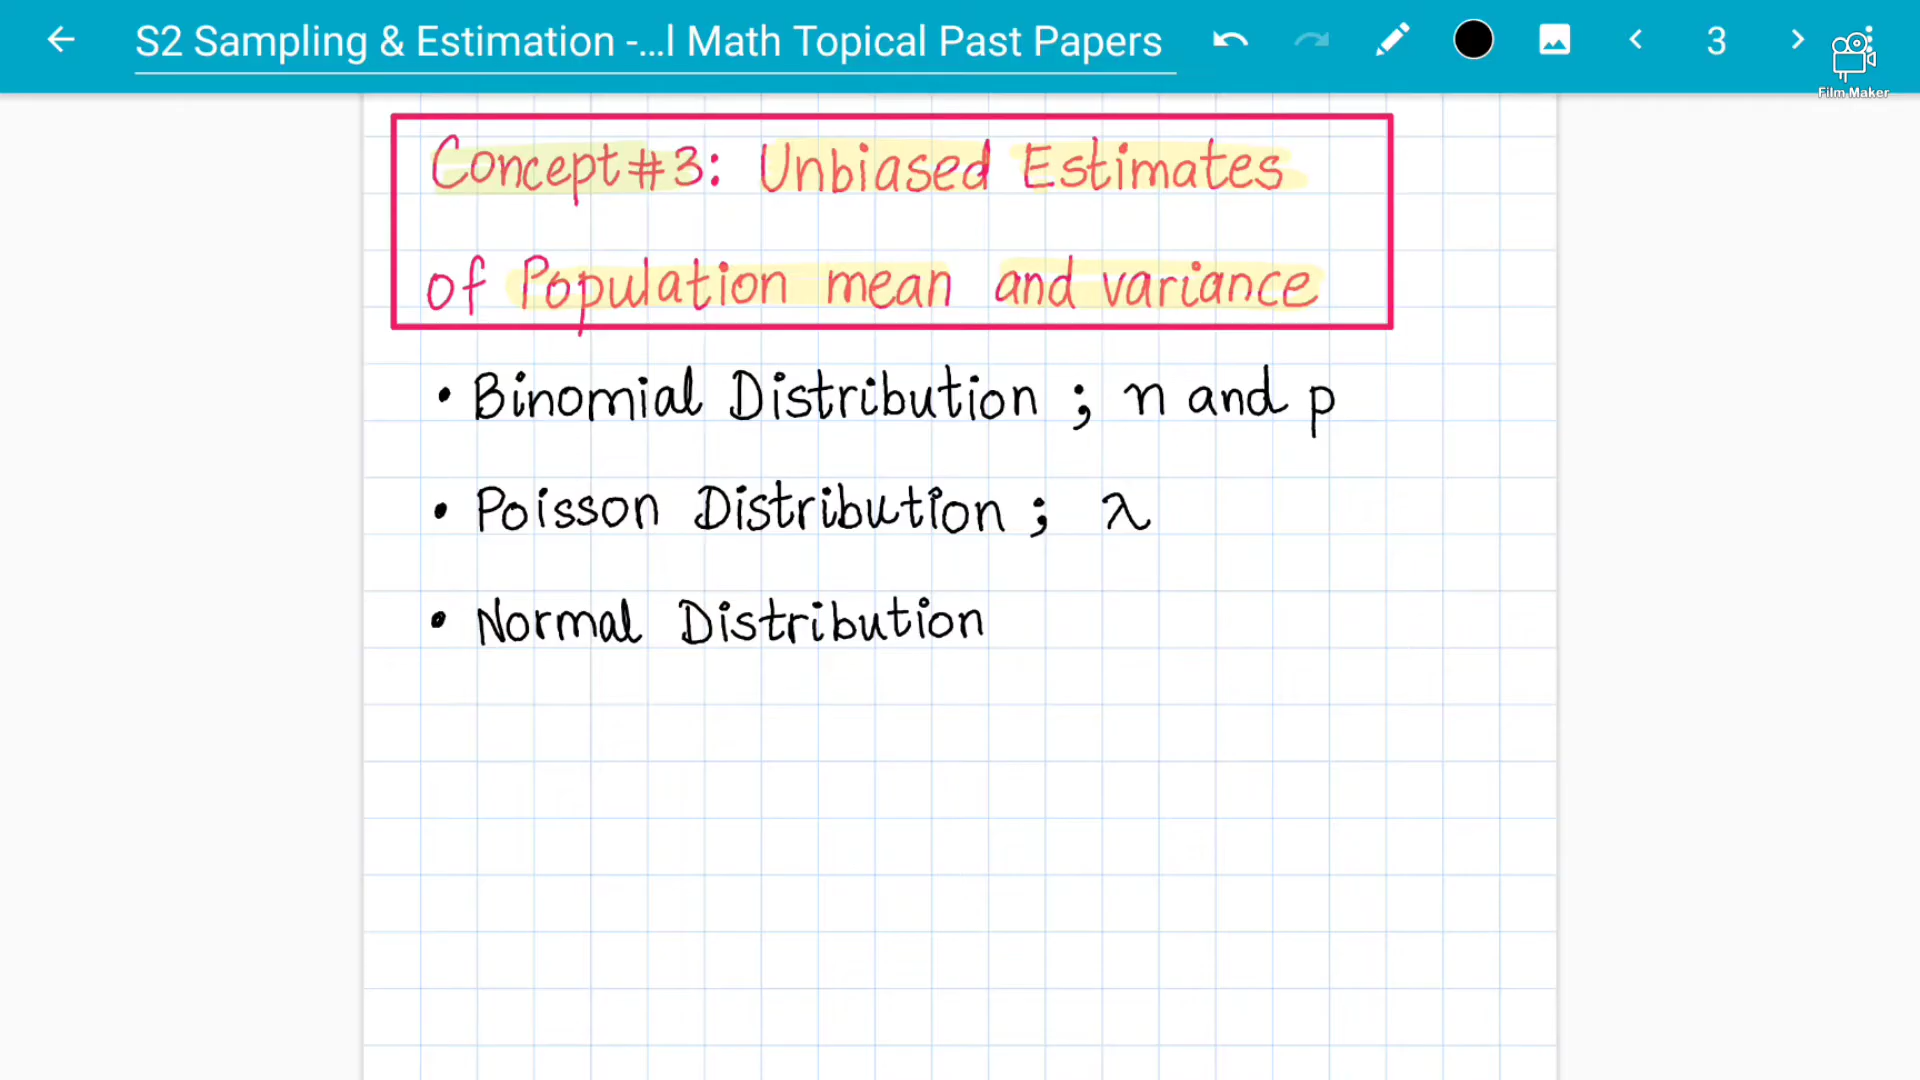 S2 Sampling & Estimation -...l Math Topical Past Papers
3
Film Maker
Concept#3: Unbiased Estimates
of Population mean and variance
• Binomial Distribution ; n and p
• Poisson Distribution ; λ
• Normal Distribution